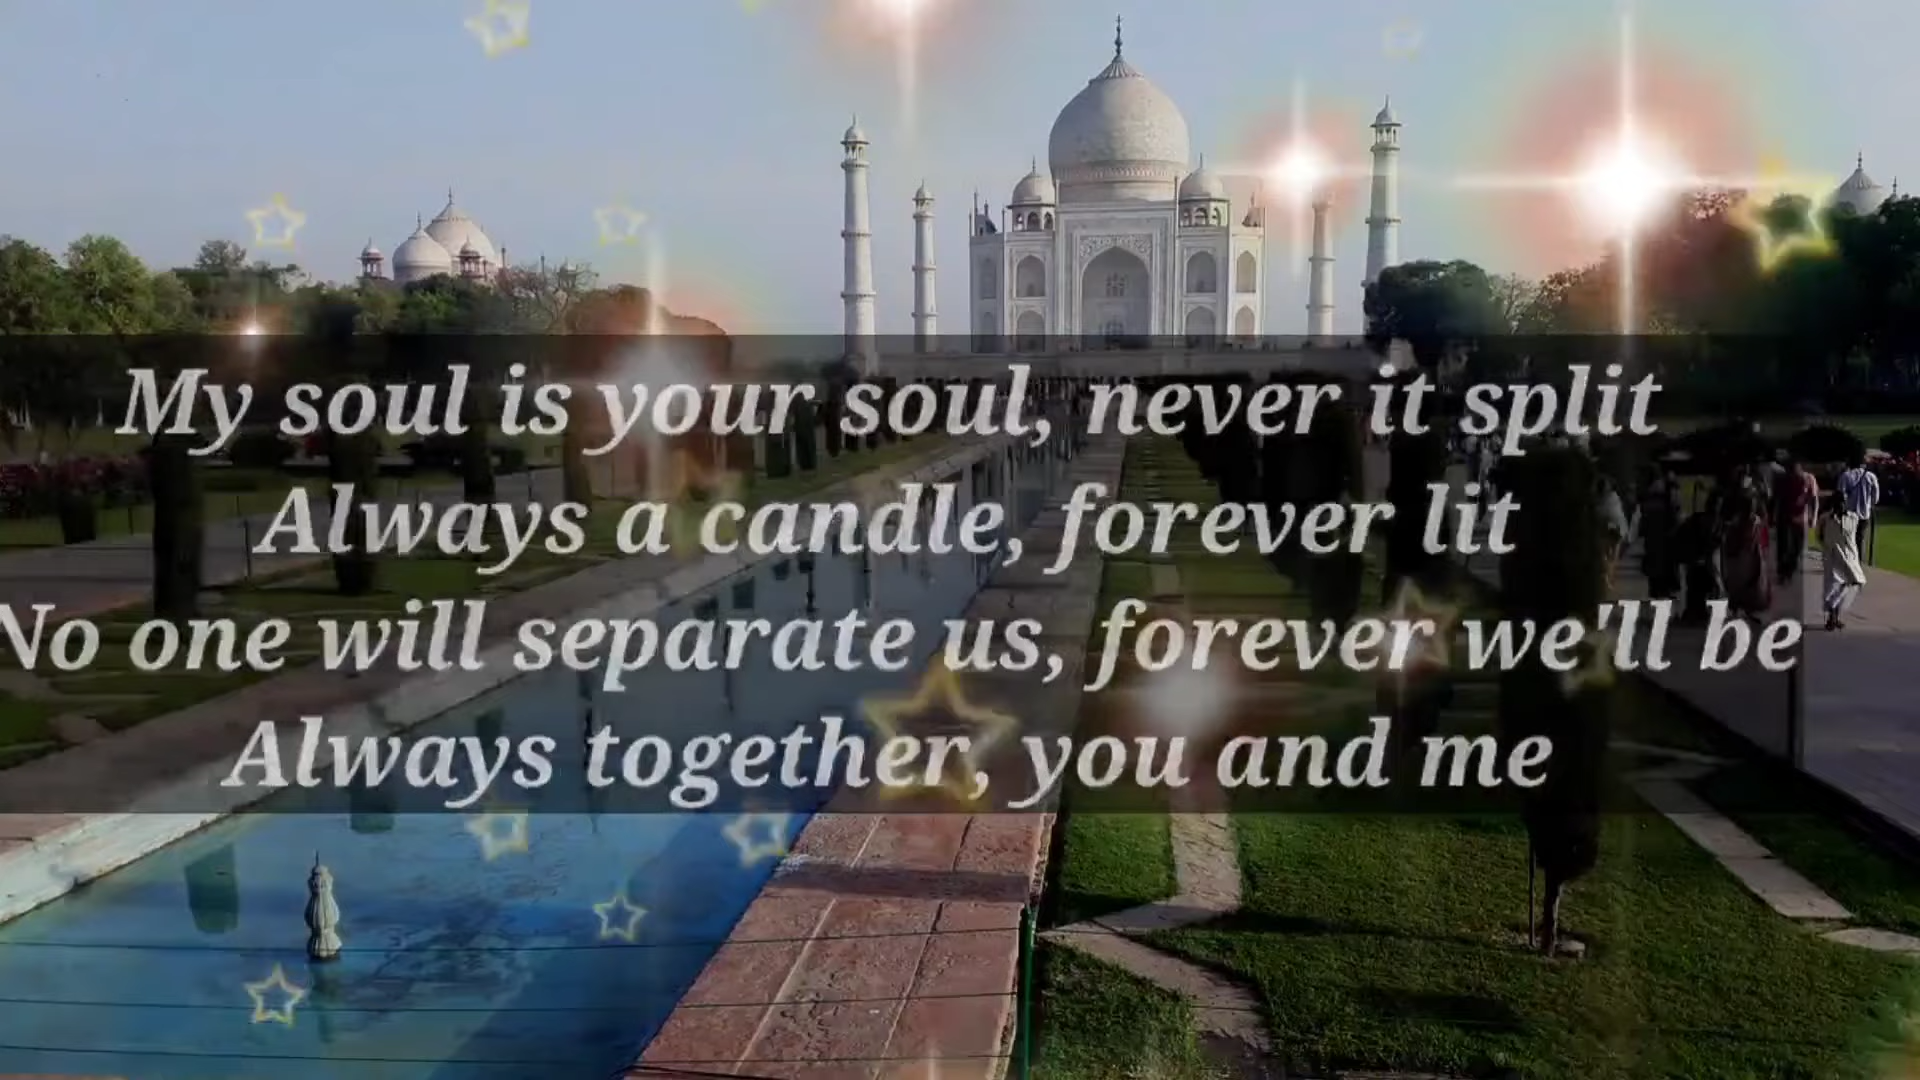 My soul is your soul, never it split
Always a candle, forever lit
No one will separate us, forever we'll be
Always together, you and me